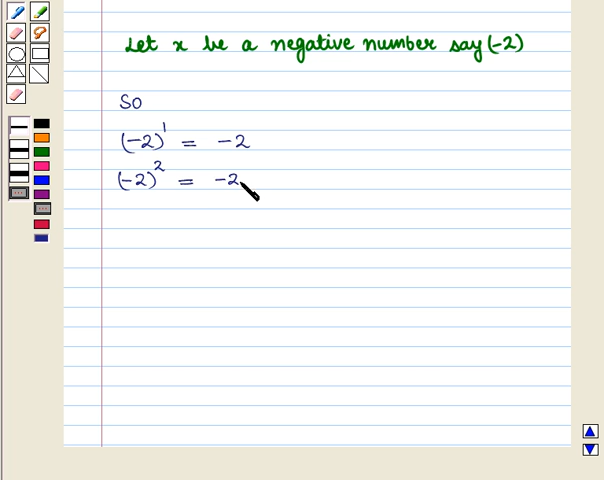 Let x be a negative number say (-2)
So
(-2)¹ = -2
(-2)² = -2